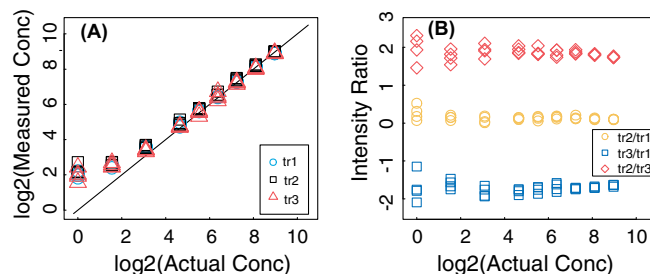 (A)
log2(Measured Conc)
10
8
6
4
2
0
tr1
tr2
tr3
0 2 4 6 8 10
log2(Actual Conc)
(B)
Intensity Ratio
2
1
0
-1
-2
tr2/tr1
tr3/tr1
tr2/tr3
0 2 4 6 8 10
log2(Actual Conc)